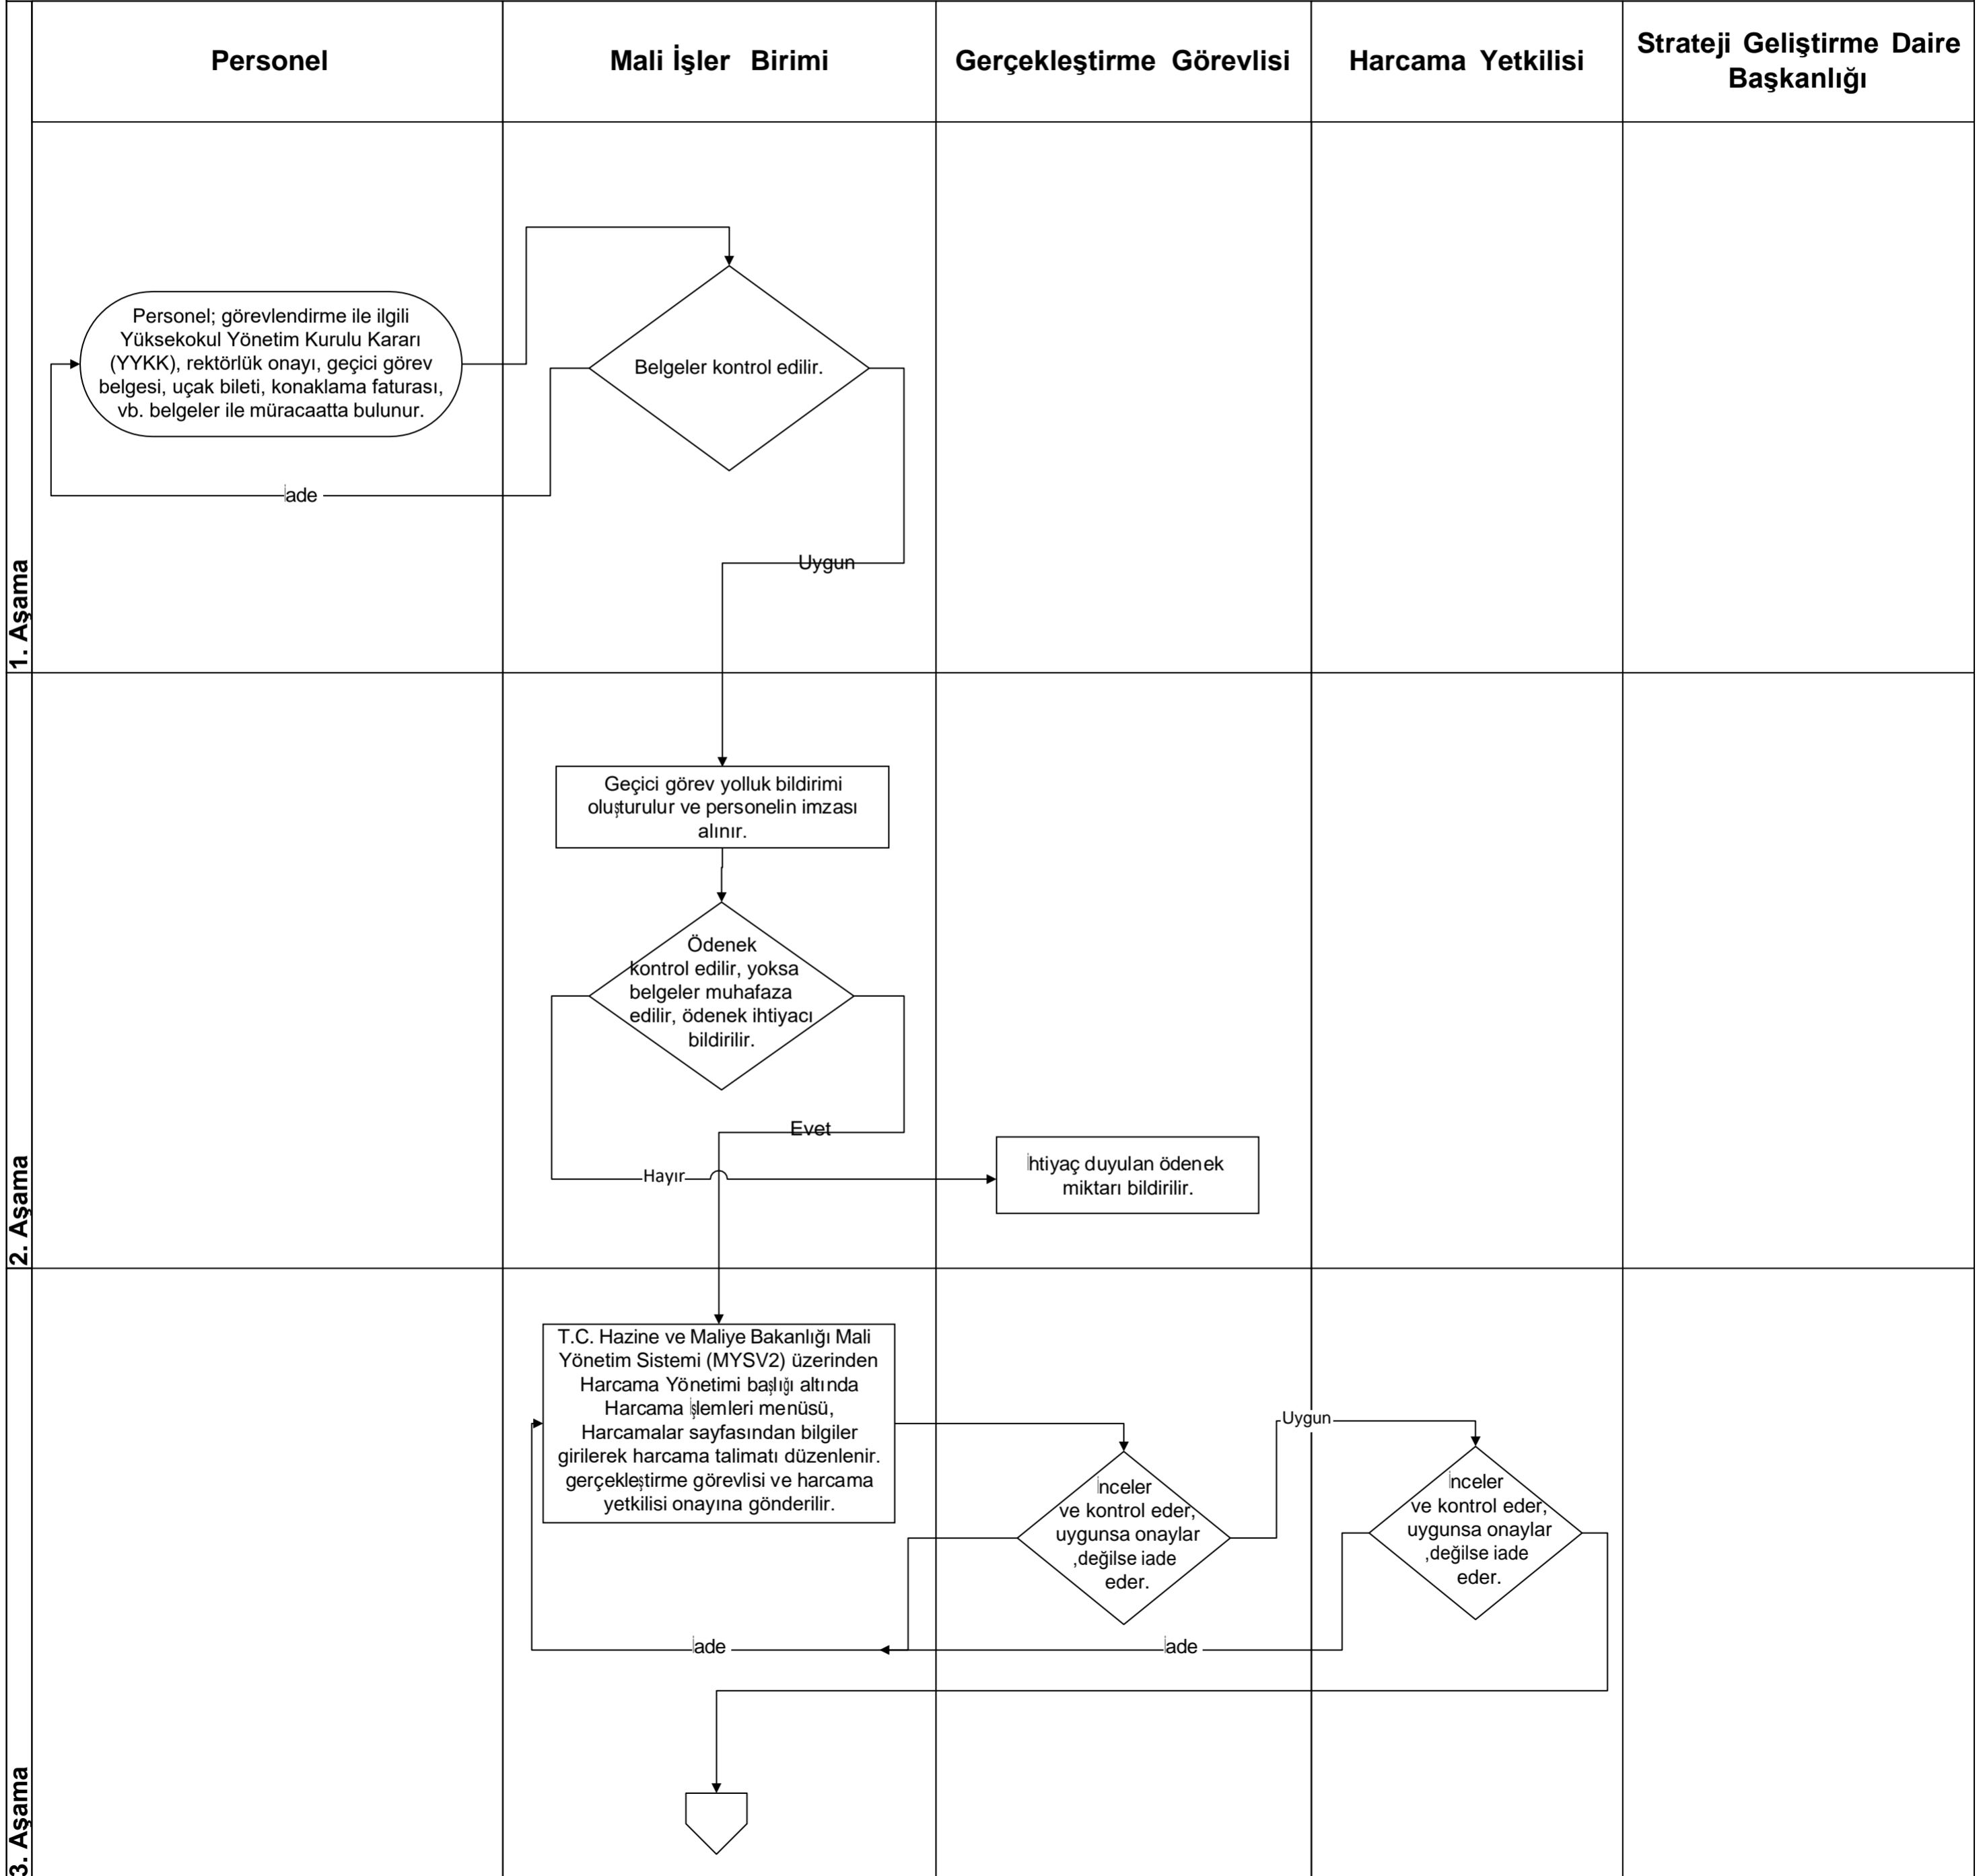 Personel
Mali İşler Birimi
Gerçekleştirme Görevlisi
Harcama Yetkilisi
Strateji Geliştirme Daire
Başkanlığı
1. Aşama
Personel; görevlendirme ile ilgili
Yüksekokul Yönetim Kurulu Kararı
(YYKK), rektörlük onayı, geçici görev
belgesi, uçak bileti, konaklama faturası,
vb. belgeler ile müracaatta bulunur.
Belgeler kontrol edilir.
İade
Uygun
2. Aşama
Geçici görev yolluk bildirimi
oluşturulur ve personelin imzası
alınır.
Ödenek
kontrol edilir, yoksa
belgeler muhafaza
edilir, ödenek ihtiyacı
bildirilir.
Evet
Hayır
İhtiyaç duyulan ödenek
miktarı bildirilir.
3. Aşama
T.C. Hazine ve Maliye Bakanlığı Mali
Yönetim Sistemi (MYSV2) üzerinden
Harcama Yönetimi başlığı altında
Harcama İşlemleri menüsü,
Harcamalar sayfasından bilgiler
girilerek harcama talimatı düzenlenir.
gerçekleştirme görevlisi ve harcama
yetkilisi onayına gönderilir.
İnceler
ve kontrol eder,
uygunsa onaylar
,değilse iade
eder.
Uygun
İnceler
ve kontrol eder,
uygunsa onaylar
,değilse iade
eder.
İade
İade